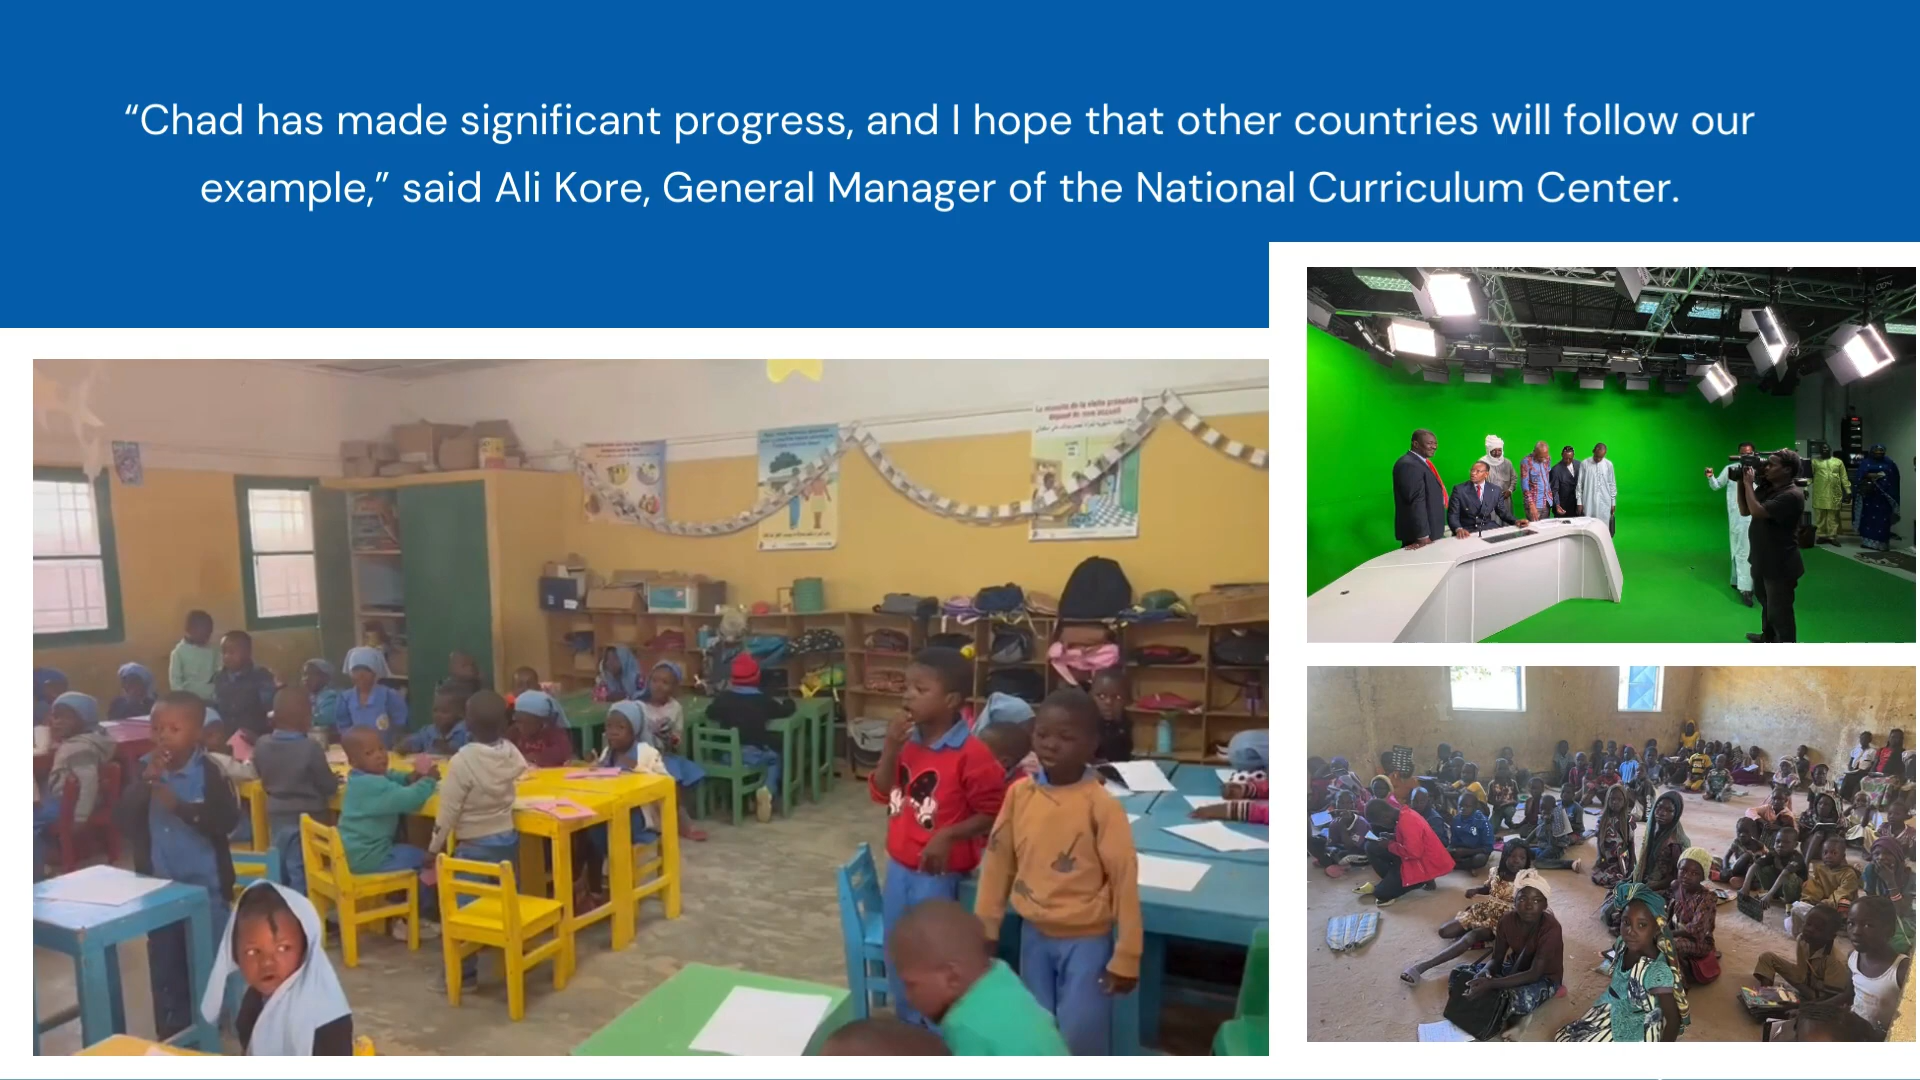 “Chad has made significant progress, and I hope that other countries will follow our
example,” said Ali Kore, General Manager of the National Curriculum Center.